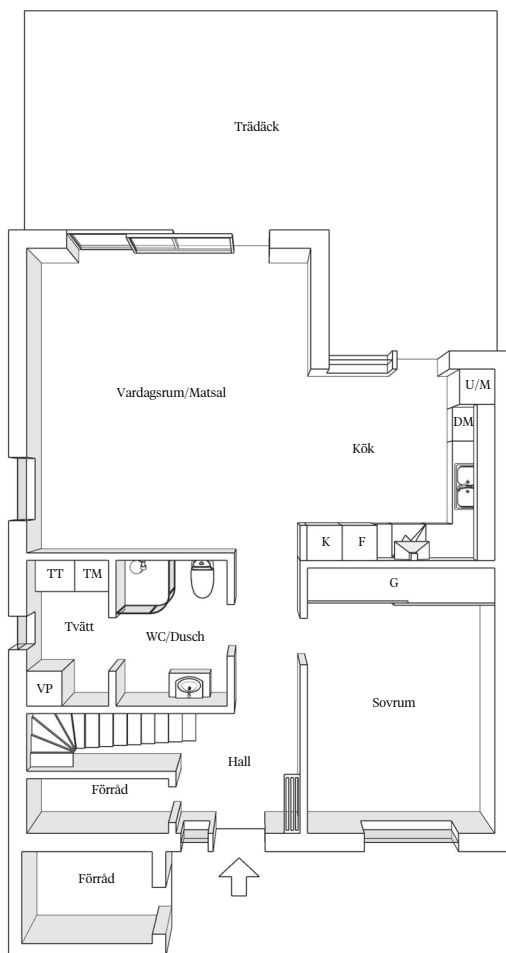 Trädäck
U/M
Vardagsrum/Matsal
DM
Kök
K
F
TT
TM
G
Tvätt
WC/Dusch
VP
Sovrum
Hall
Förråd
Förråd